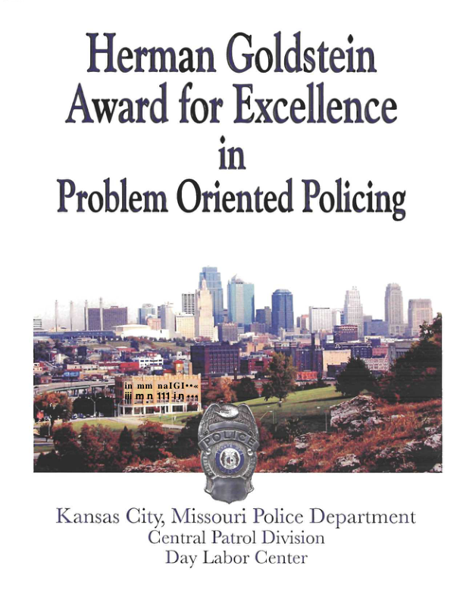 Herman Goldstein
Award for Excellence
in
Problem Oriented Policing
POLICE
Kansas City, Missouri Police Department
Central Patrol Division
Day Labor Center